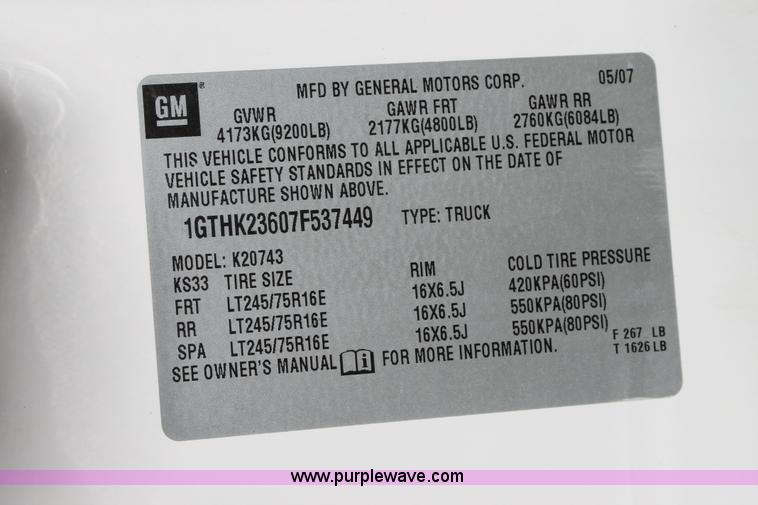 GM
MFD BY GENERAL MOTORS CORP. 05/07
GVWR GAWR FRT GAWR RR
4173KG(9200LB) 2177KG(4800LB) 2760KG(6084LB)
THIS VEHICLE CONFORMS TO ALL APPLICABLE U.S. FEDERAL MOTOR
VEHICLE SAFETY STANDARDS IN EFFECT ON THE DATE OF
MANUFACTURE SHOWN ABOVE.
1GTHK23607F537449 TYPE: TRUCK
MODEL: K20743
KS33 TIRE SIZE RIM COLD TIRE PRESSURE
FRT LT245/75R16E 16X6.5J 420KPA(60PSI)
RR LT245/75R16E 16X6.5J 550KPA(80PSI)
SPA LT245/75R16E 16X6.5J 550KPA(80PSI)
SEE OWNER'S MANUAL i FOR MORE INFORMATION.
F 267 LB
T 1626 LB
www.purplewave.com